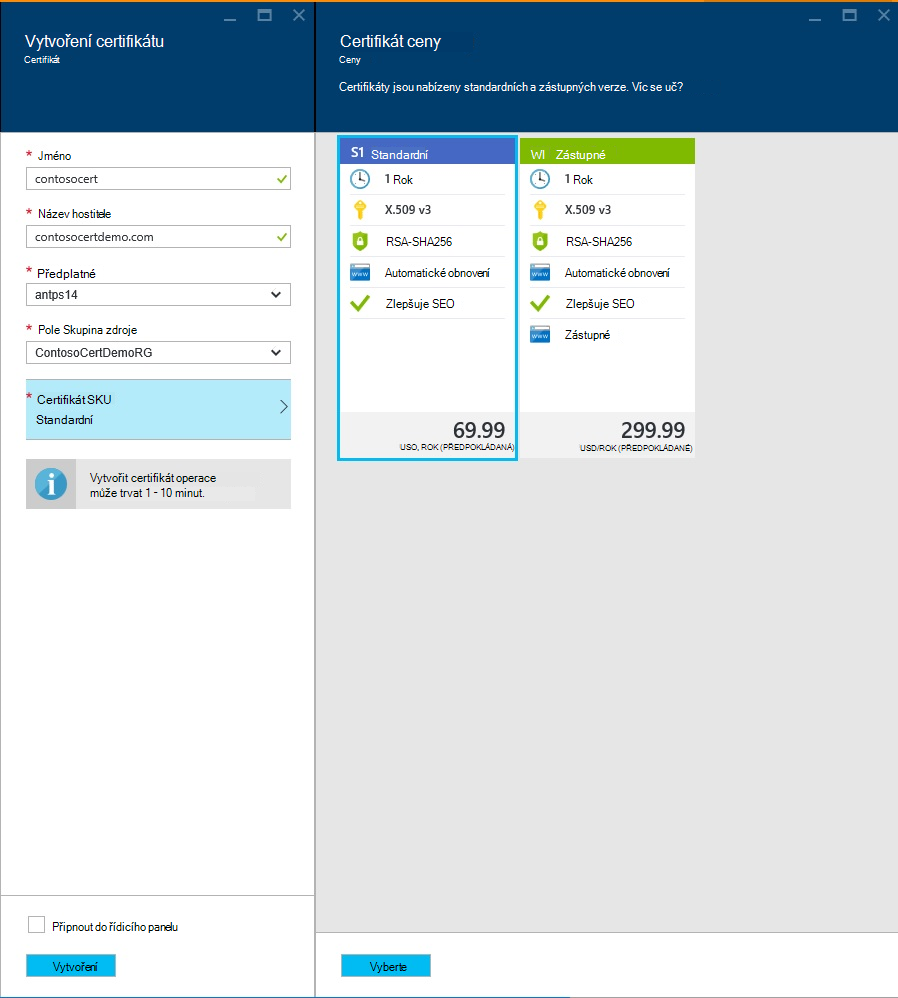 Vytvoření certifikátu
Certifikát
* Jméno
contosocert
* Název hostitele
contosocertdemo.com
* Předplatné
antps14
* Pole Skupina zdroje
ContosoCertDemoRG
* Certifikát SKU
Standardní
Vytvořit certifikát operace
může trvat 1 - 10 minut.
Připnout do řídicího panelu
Vytvoření
Certifikát ceny
Ceny
Certifikáty jsou nabízeny standardních a zástupných verze. Víc se uč?
S1 Standardní
1 Rok
X.509 v3
RSA-SHA256
www Automatické obnovení
Zlepšuje SEO
69.99
USO, ROK (PŘEDPOKLÁDANÁ)
WI Zástupné
1 Rok
X.509 v3
RSA-SHA256
www Automatické obnovení
Zlepšuje SEO
www Zástupné
299.99
USD/ROK (PŘEDPOKLÁDANÉ)
Vyberte